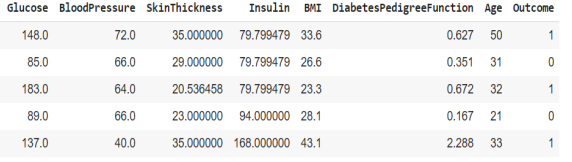 Glucose BloodPressure SkinThickness Insulin BMI DiabetesPedigreeFunction Age Outcome
148.0 72.0 35.000000 79.799479 33.6 0.627 50 1
85.0 66.0 29.000000 79.799479 26.6 0.351 31 0
183.0 64.0 20.536458 79.799479 23.3 0.672 32 1
89.0 66.0 23.000000 94.000000 28.1 0.167 21 0
137.0 40.0 35.000000 168.000000 43.1 2.288 33 1